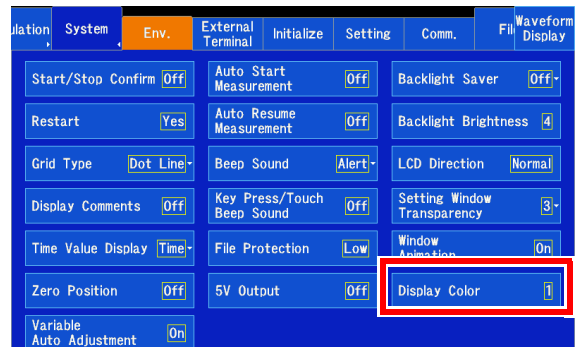 ulation System Env. External Terminal Initialize Setting Comm. Fil Waveform Display
Start/Stop Confirm Off
Auto Start Measurement Off
Backlight Saver Off
Restart Yes
Auto Resume Measurement Off
Backlight Brightness 4
Grid Type Dot Line
Beep Sound Alert
LCD Direction Normal
Display Comments Off
Key Press/Touch Beep Sound Off
Setting Window Transparency 3
Time Value Display Time
File Protection Low
Window Animation On
Zero Position Off
5V Output Off
Display Color 1
Variable Auto Adjustment On